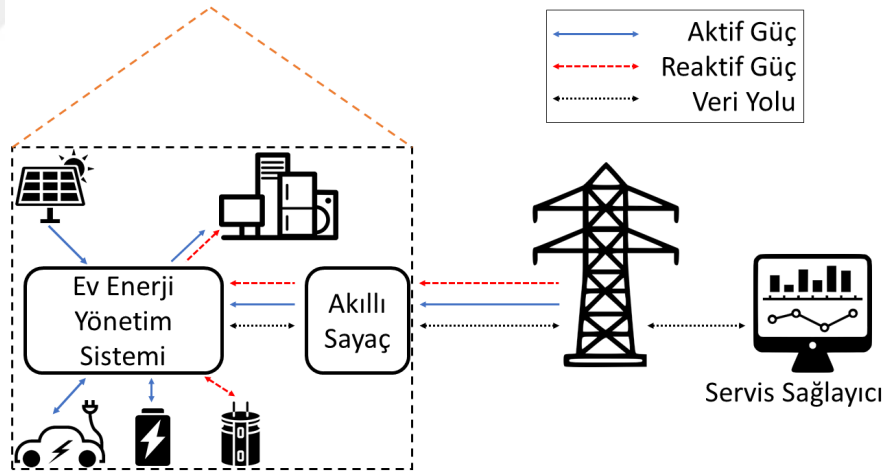 Aktif Güç
Reaktif Güç
Veri Yolu
Ev Enerji
Yönetim
Sistemi
Akıllı
Sayaç
Servis Sağlayıcı